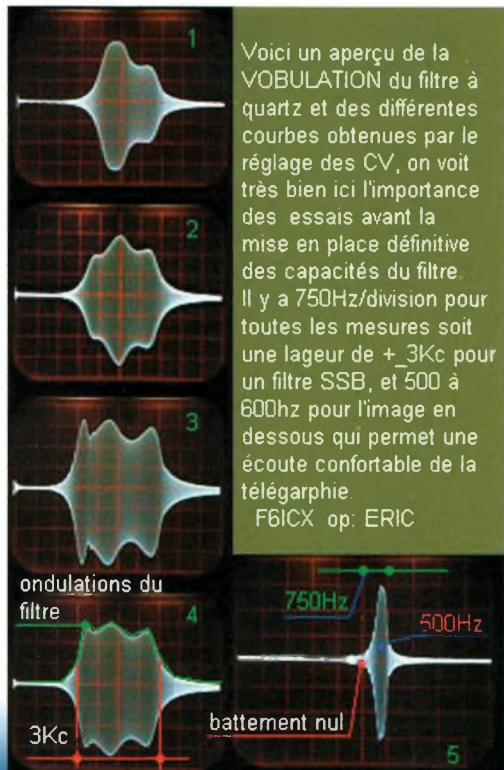 1
Voici un aperçu de la
VOBULATION du filtre à
quartz et des différentes
courbes obtenues par le
réglage des CV, on voit
très bien ici l'importance
des essais avant la
mise en place définitive
des capacités du filtre.
Il y a 750Hz/division pour
toutes les mesures soit
une lageur de +_3Kc pour
un filtre SSB, et 500 à
600hz pour l'image en
dessous qui permet une
écoute confortable de la
télégarphie.
F6ICX op: ERIC
2
3
ondulations du
filtre
4
3Kc
750Hz
500Hz
battement nul
5